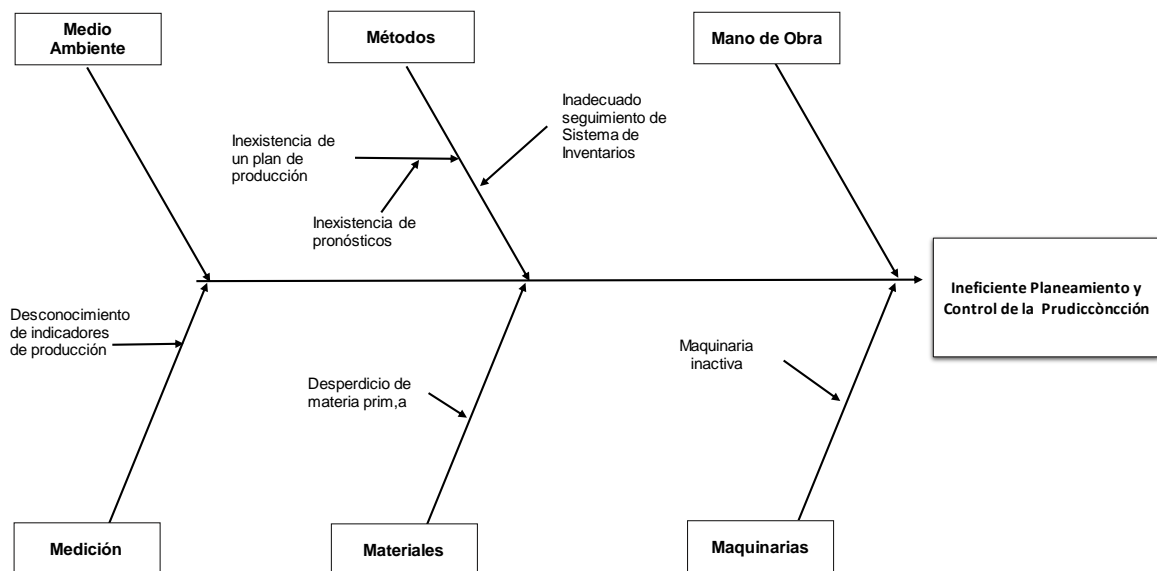 Medio
Ambiente
Métodos
Mano de Obra
Inadecuado
seguimiento de
Sistema de
Inventarios
Inexistencia de
un plan de
producción
Inexistencia de
pronósticos
Ineficiente Planeamiento y
Control de la Prudiccòncción
Desconocimiento
de indicadores
de producción
Maquinaria
inactiva
Desperdicio de
materia prim,a
Medición
Materiales
Maquinarias